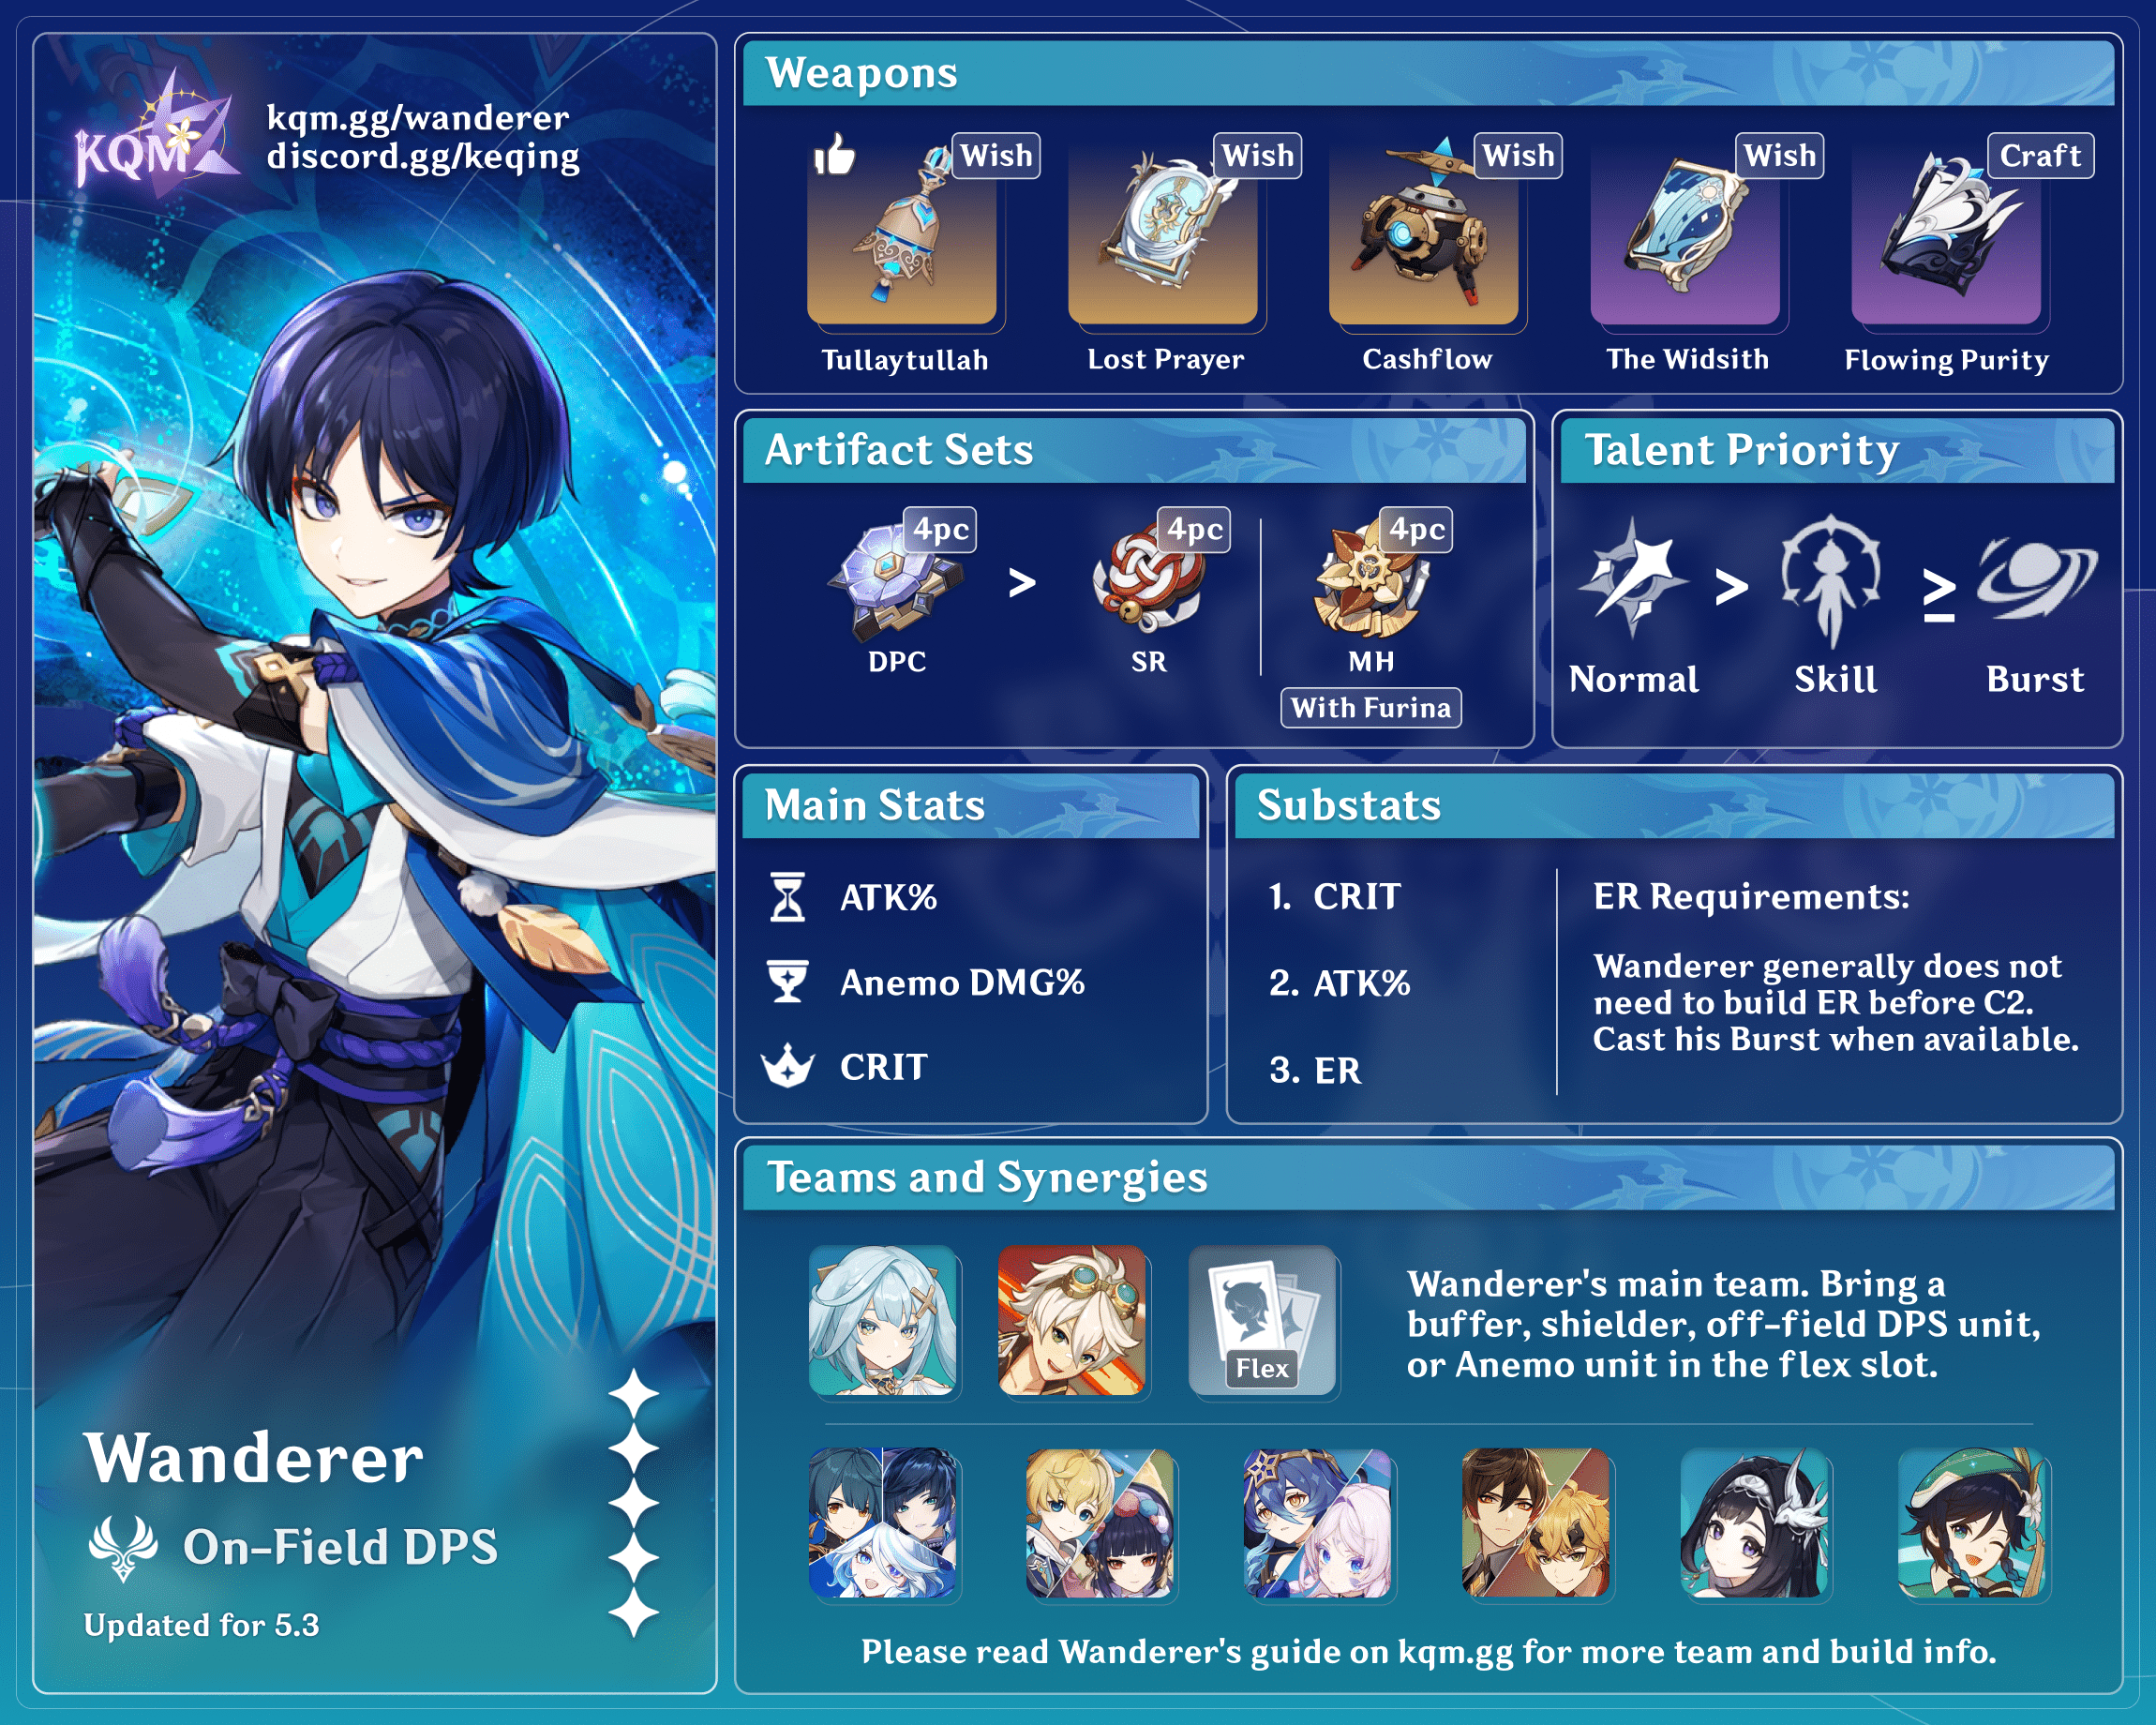 KQM
kqm.gg/wanderer
discord.gg/keqing
Wanderer
On-Field DPS
Updated for 5.3
Weapons
Wish
Wish
Wish
Wish
Craft
Tullaytullah
Lost Prayer
Cashflow
The Widsith
Flowing Purity
Artifact Sets
4pc
>
4pc
4pc
DPC
SR
MH
With Furina
Talent Priority
> ≥
Normal
Skill
Burst
Main Stats
ATK%
Anemo DMG%
CRIT
Substats
1. CRIT
2. ATK%
3. ER
ER Requirements:
Wanderer generally does not
need to build ER before C2.
Cast his Burst when available.
Teams and Synergies
Flex
Wanderer's main team. Bring a
buffer, shielder, off-field DPS unit,
or Anemo unit in the flex slot.
Please read Wanderer's guide on kqm.gg for more team and build info.